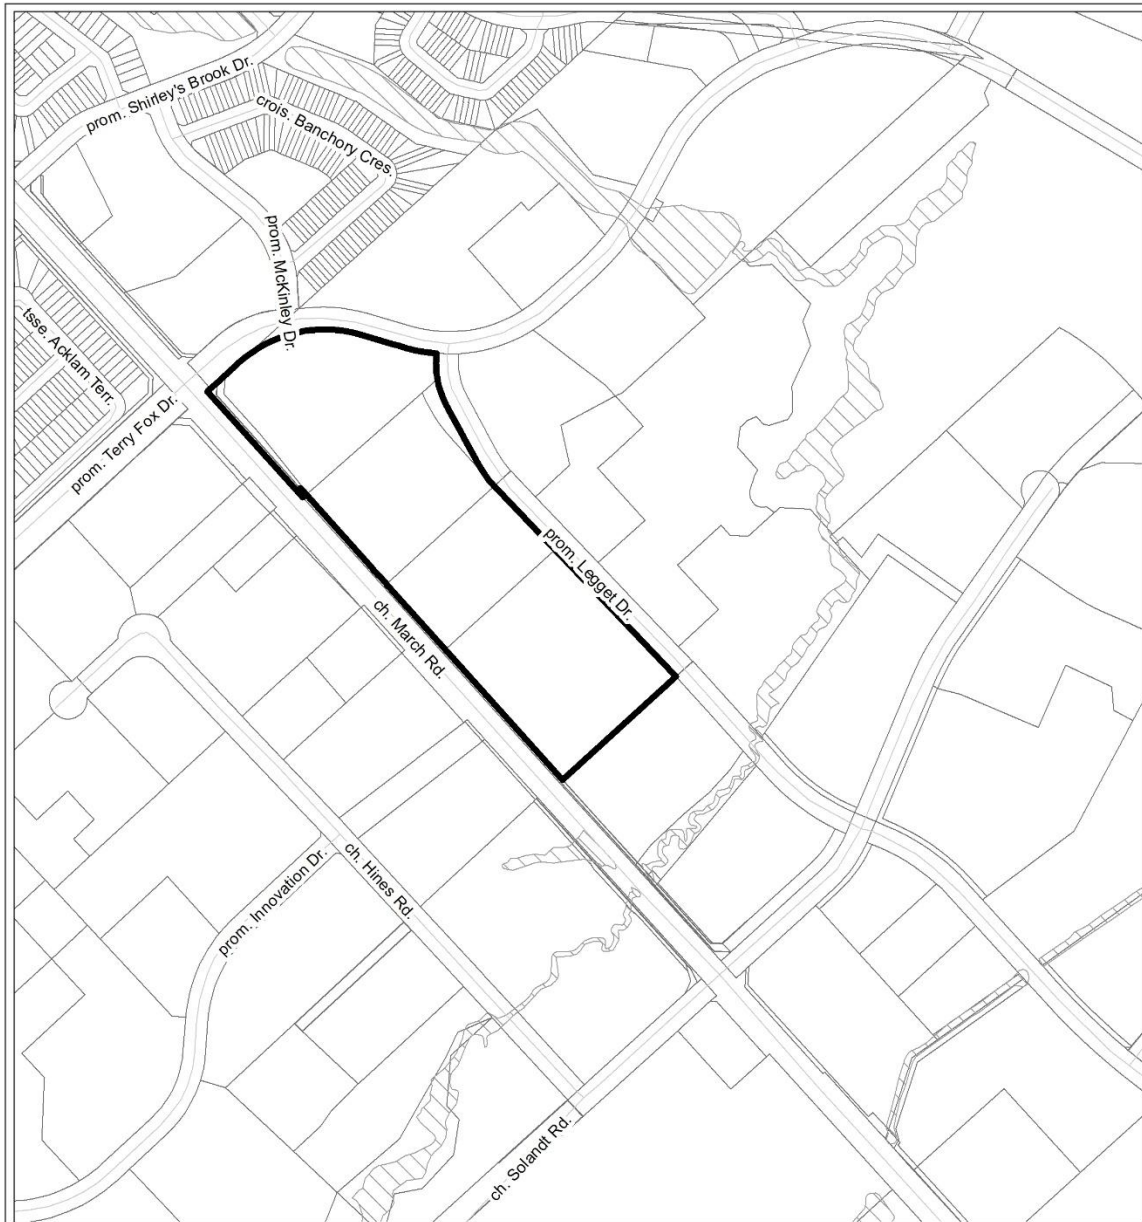 prom. Shirley's Brook Dr.
crois. Banchory Cres.
prom. McKinley Dr.
tsse. Acklam Terr.
prom. Terry Fox Dr.
prom. Legget Dr.
ch. March Rd.
ch. Hines Rd.
prom. Innovation Dr.
ch. Solandt Rd.